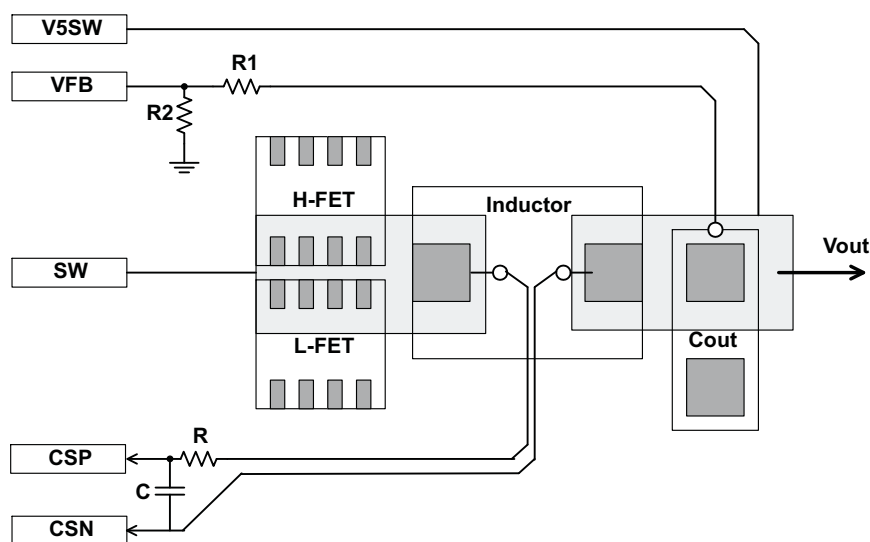 V5SW
VFB
R1
R2
H-FET
Inductor
SW
Vout
L-FET
Cout
R
CSP
C
CSN